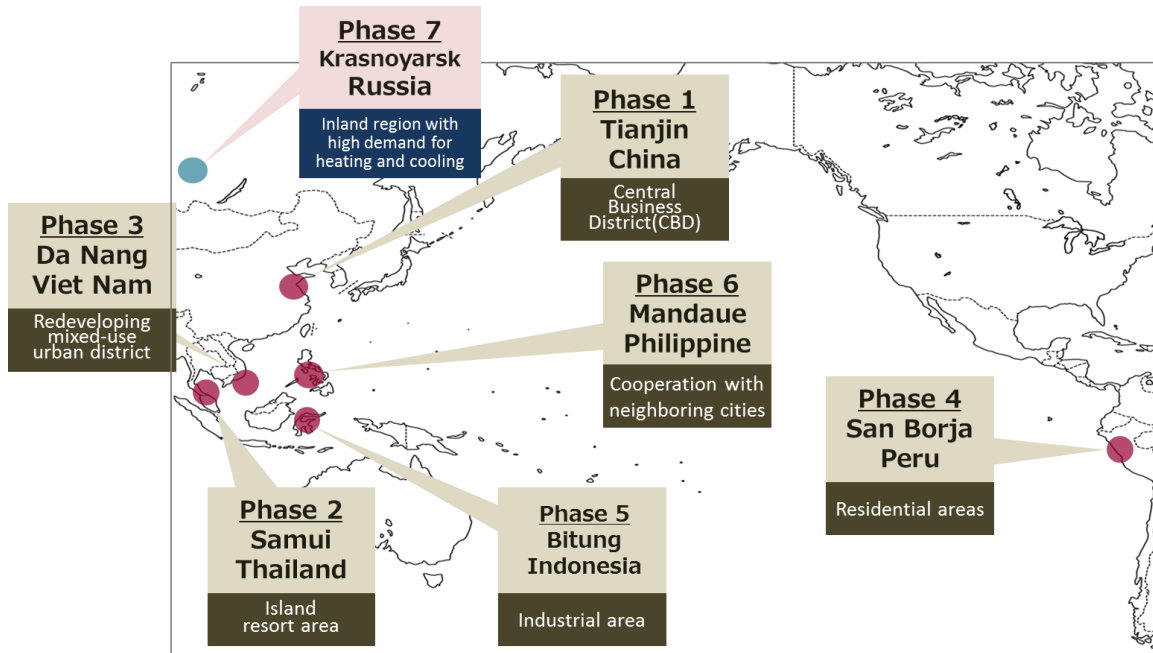 Phase 7
Krasnoyarsk
Russia
Inland region with
high demand for
heating and cooling
Phase 1
Tianjin
China
Central
Business
District(CBD)
Phase 3
Da Nang
Viet Nam
Redeveloping
mixed-use
urban district
Phase 6
Mandaue
Philippine
Cooperation with
neighboring cities
Phase 4
San Borja
Peru
Residential areas
Phase 2
Samui
Thailand
Island
resort area
Phase 5
Bitung
Indonesia
Industrial area